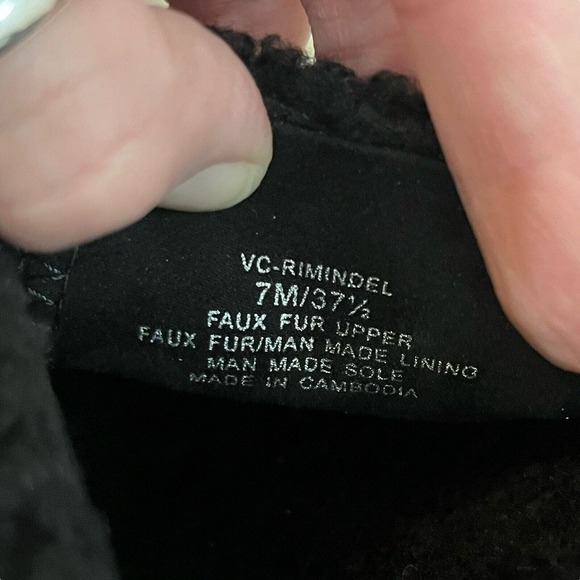 VC-RIMINDEL
7M/37½
FAUX FUR UPPER
FAUX FUR/MAN MADE LINING
MAN MADE SOLE
MADE IN CAMBODIA